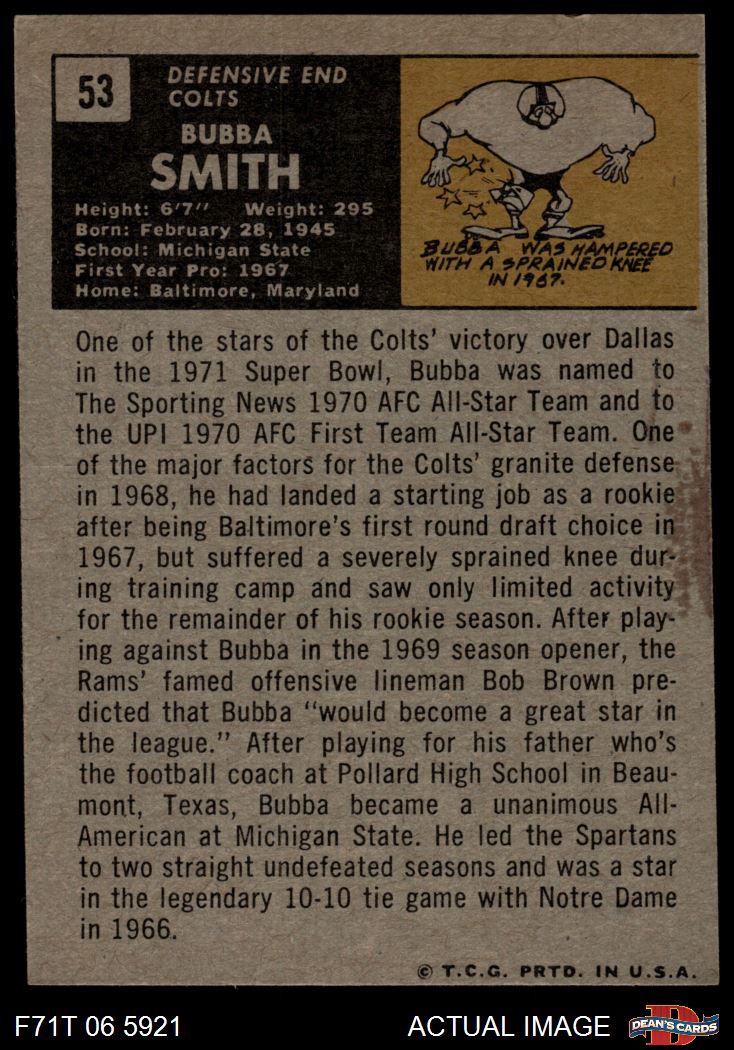 53
DEFENSIVE END
COLTS
BUBBA
SMITH
Height: 6'7" Weight: 295
Born: February 28, 1945
School: Michigan State
First Year Pro: 1967
Home: Baltimore, Maryland
BUBBA WAS HAMPERED
WITH A SPRAINED KNEE
IN 1967.
One of the stars of the Colts' victory over Dallas
in the 1971 Super Bowl, Bubba was named to
The Sporting News 1970 AFC All-Star Team and to
the UPI 1970 AFC First Team All-Star Team. One
of the major factors for the Colts' granite defense
in 1968, he had landed a starting job as a rookie
after being Baltimore's first round draft choice in
1967, but suffered a severely sprained knee dur-
ing training camp and saw only limited activity
for the remainder of his rookie season. After play-
ing against Bubba in the 1969 season opener, the
Rams' famed offensive lineman Bob Brown pre-
dicted that Bubba "would become a great star in
the league." After playing for his father who's
the football coach at Pollard High School in Beau-
mont, Texas, Bubba became a unanimous All-
American at Michigan State. He led the Spartans
to two straight undefeated seasons and was a star
in the legendary 10-10 tie game with Notre Dame
in 1966.
© T.C.G. PRTD. IN U.S.A.
F71T 06 5921 ACTUAL IMAGE
D
DEAN'S CARDS